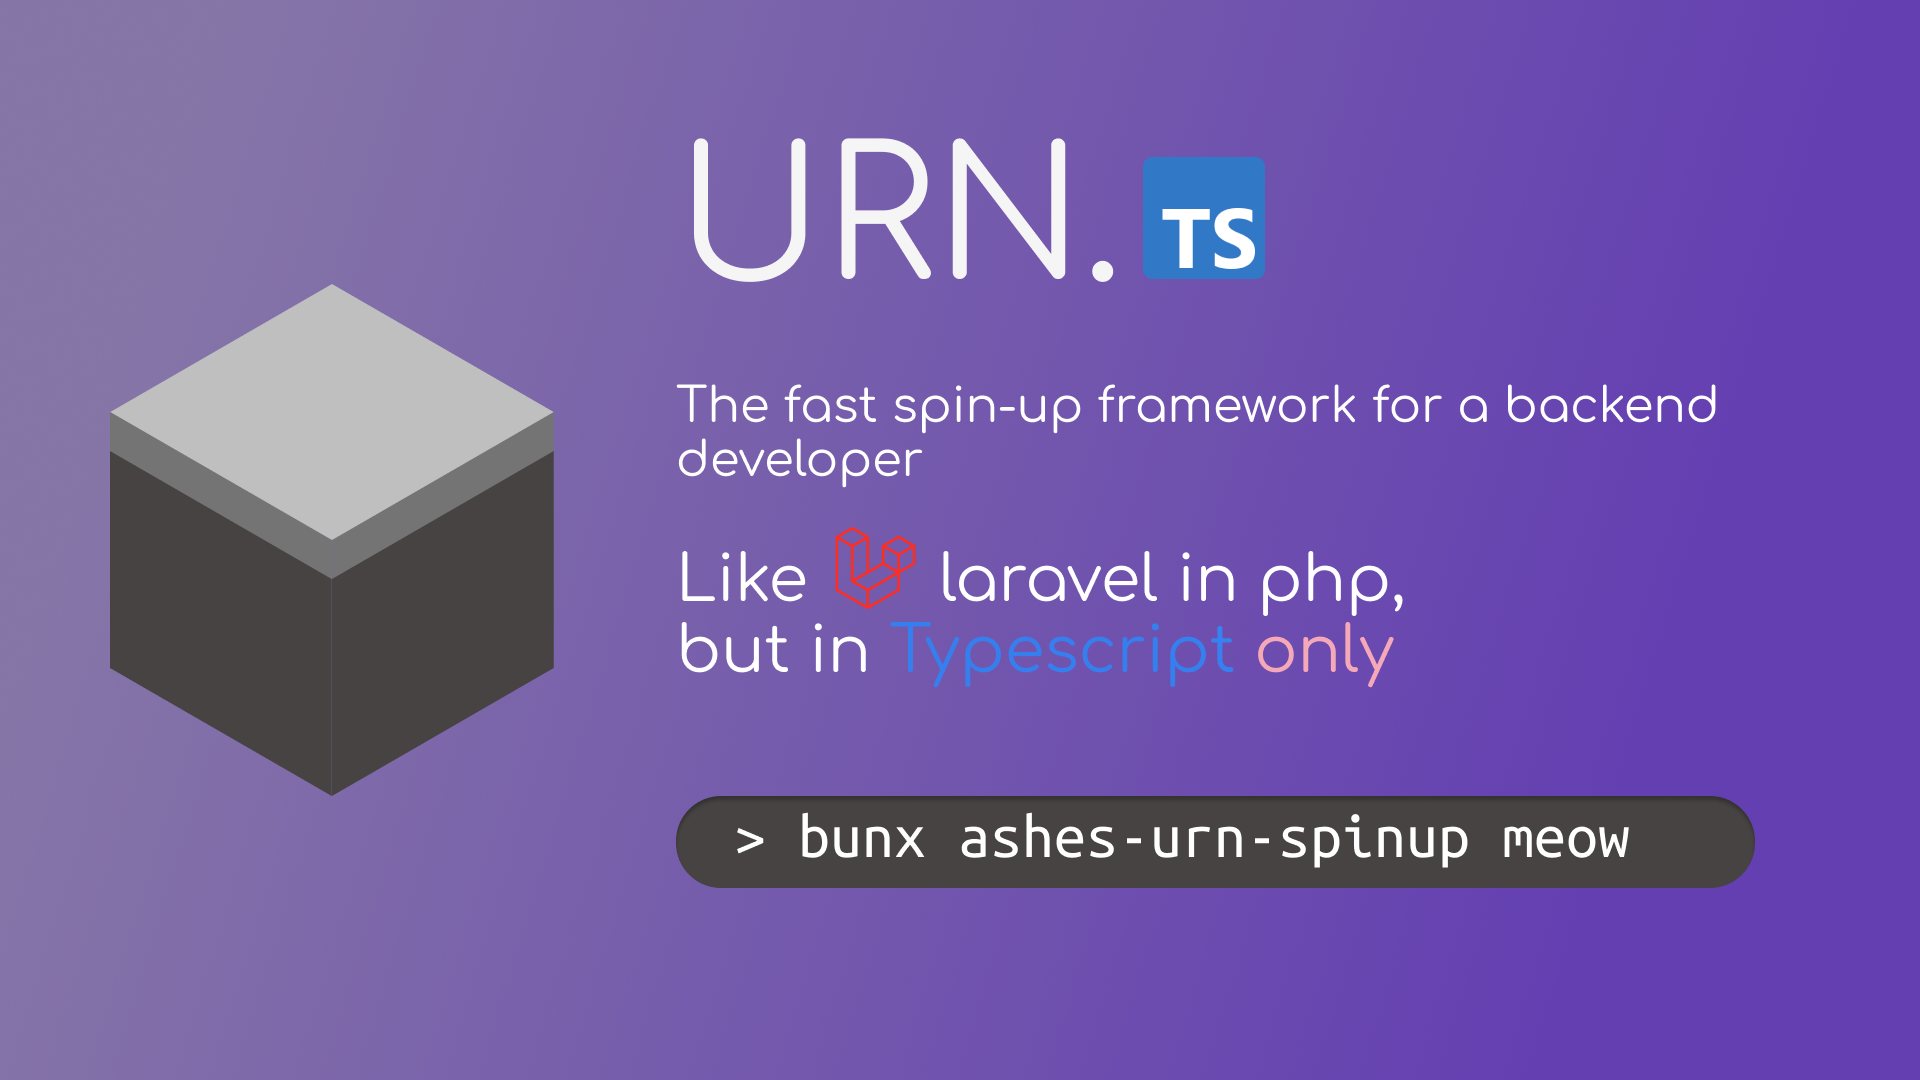 URN. TS
The fast spin-up framework for a backend
developer
Like laravel in php,
but in Typescript only
> bunx ashes-urn-spinup meow